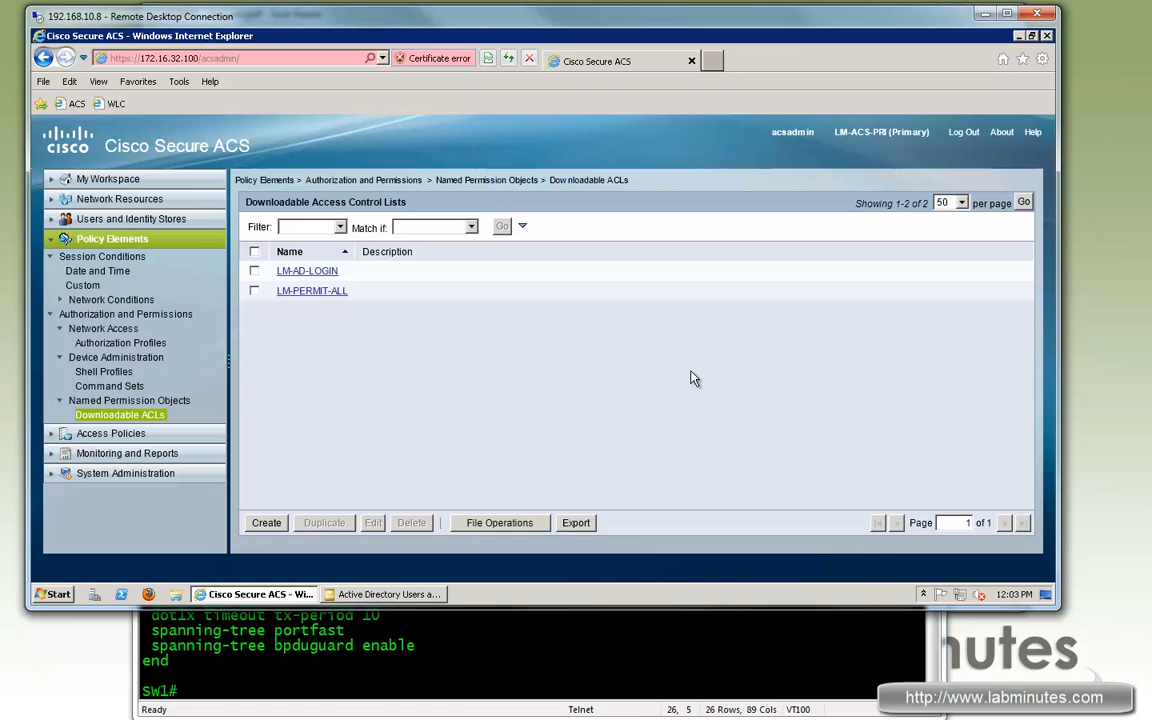 192.168.10.8 - Remote Desktop Connection
Cisco Secure ACS - Windows Internet Explorer
https://172.16.32.100/acsadmin/
Certificate error
Cisco Secure ACS
File Edit View Favorites Tools Help
ACS WLC
CISCO Cisco Secure ACS
acsadmin LM-ACS-PRI (Primary) Log Out About Help
My Workspace
Network Resources
Users and Identity Stores
Policy Elements
Session Conditions
Date and Time
Custom
Network Conditions
Authorization and Permissions
Network Access
Authorization Profiles
Device Administration
Shell Profiles
Command Sets
Named Permission Objects
Downloadable ACLs
Access Policies
Monitoring and Reports
System Administration
Policy Elements > Authorization and Permissions > Named Permission Objects > Downloadable ACLs
Downloadable Access Control Lists
Showing 1-2 of 2 50 per page Go
Filter: Match if: Go
Name Description
LM-AD-LOGIN
LM-PERMIT-ALL
Create Duplicate Edit Delete | File Operations Export
Page 1 of 1
Start Cisco Secure ACS - Wi... Active Directory Users a... 12:03 PM
dot1x timeout tx-period 10
spanning-tree portfast
spanning-tree bpduguard enable
end
sw1#
Ready Telnet 26, 5 26 Rows, 89 Cols VT100
nutes
http://www.labminutes.com